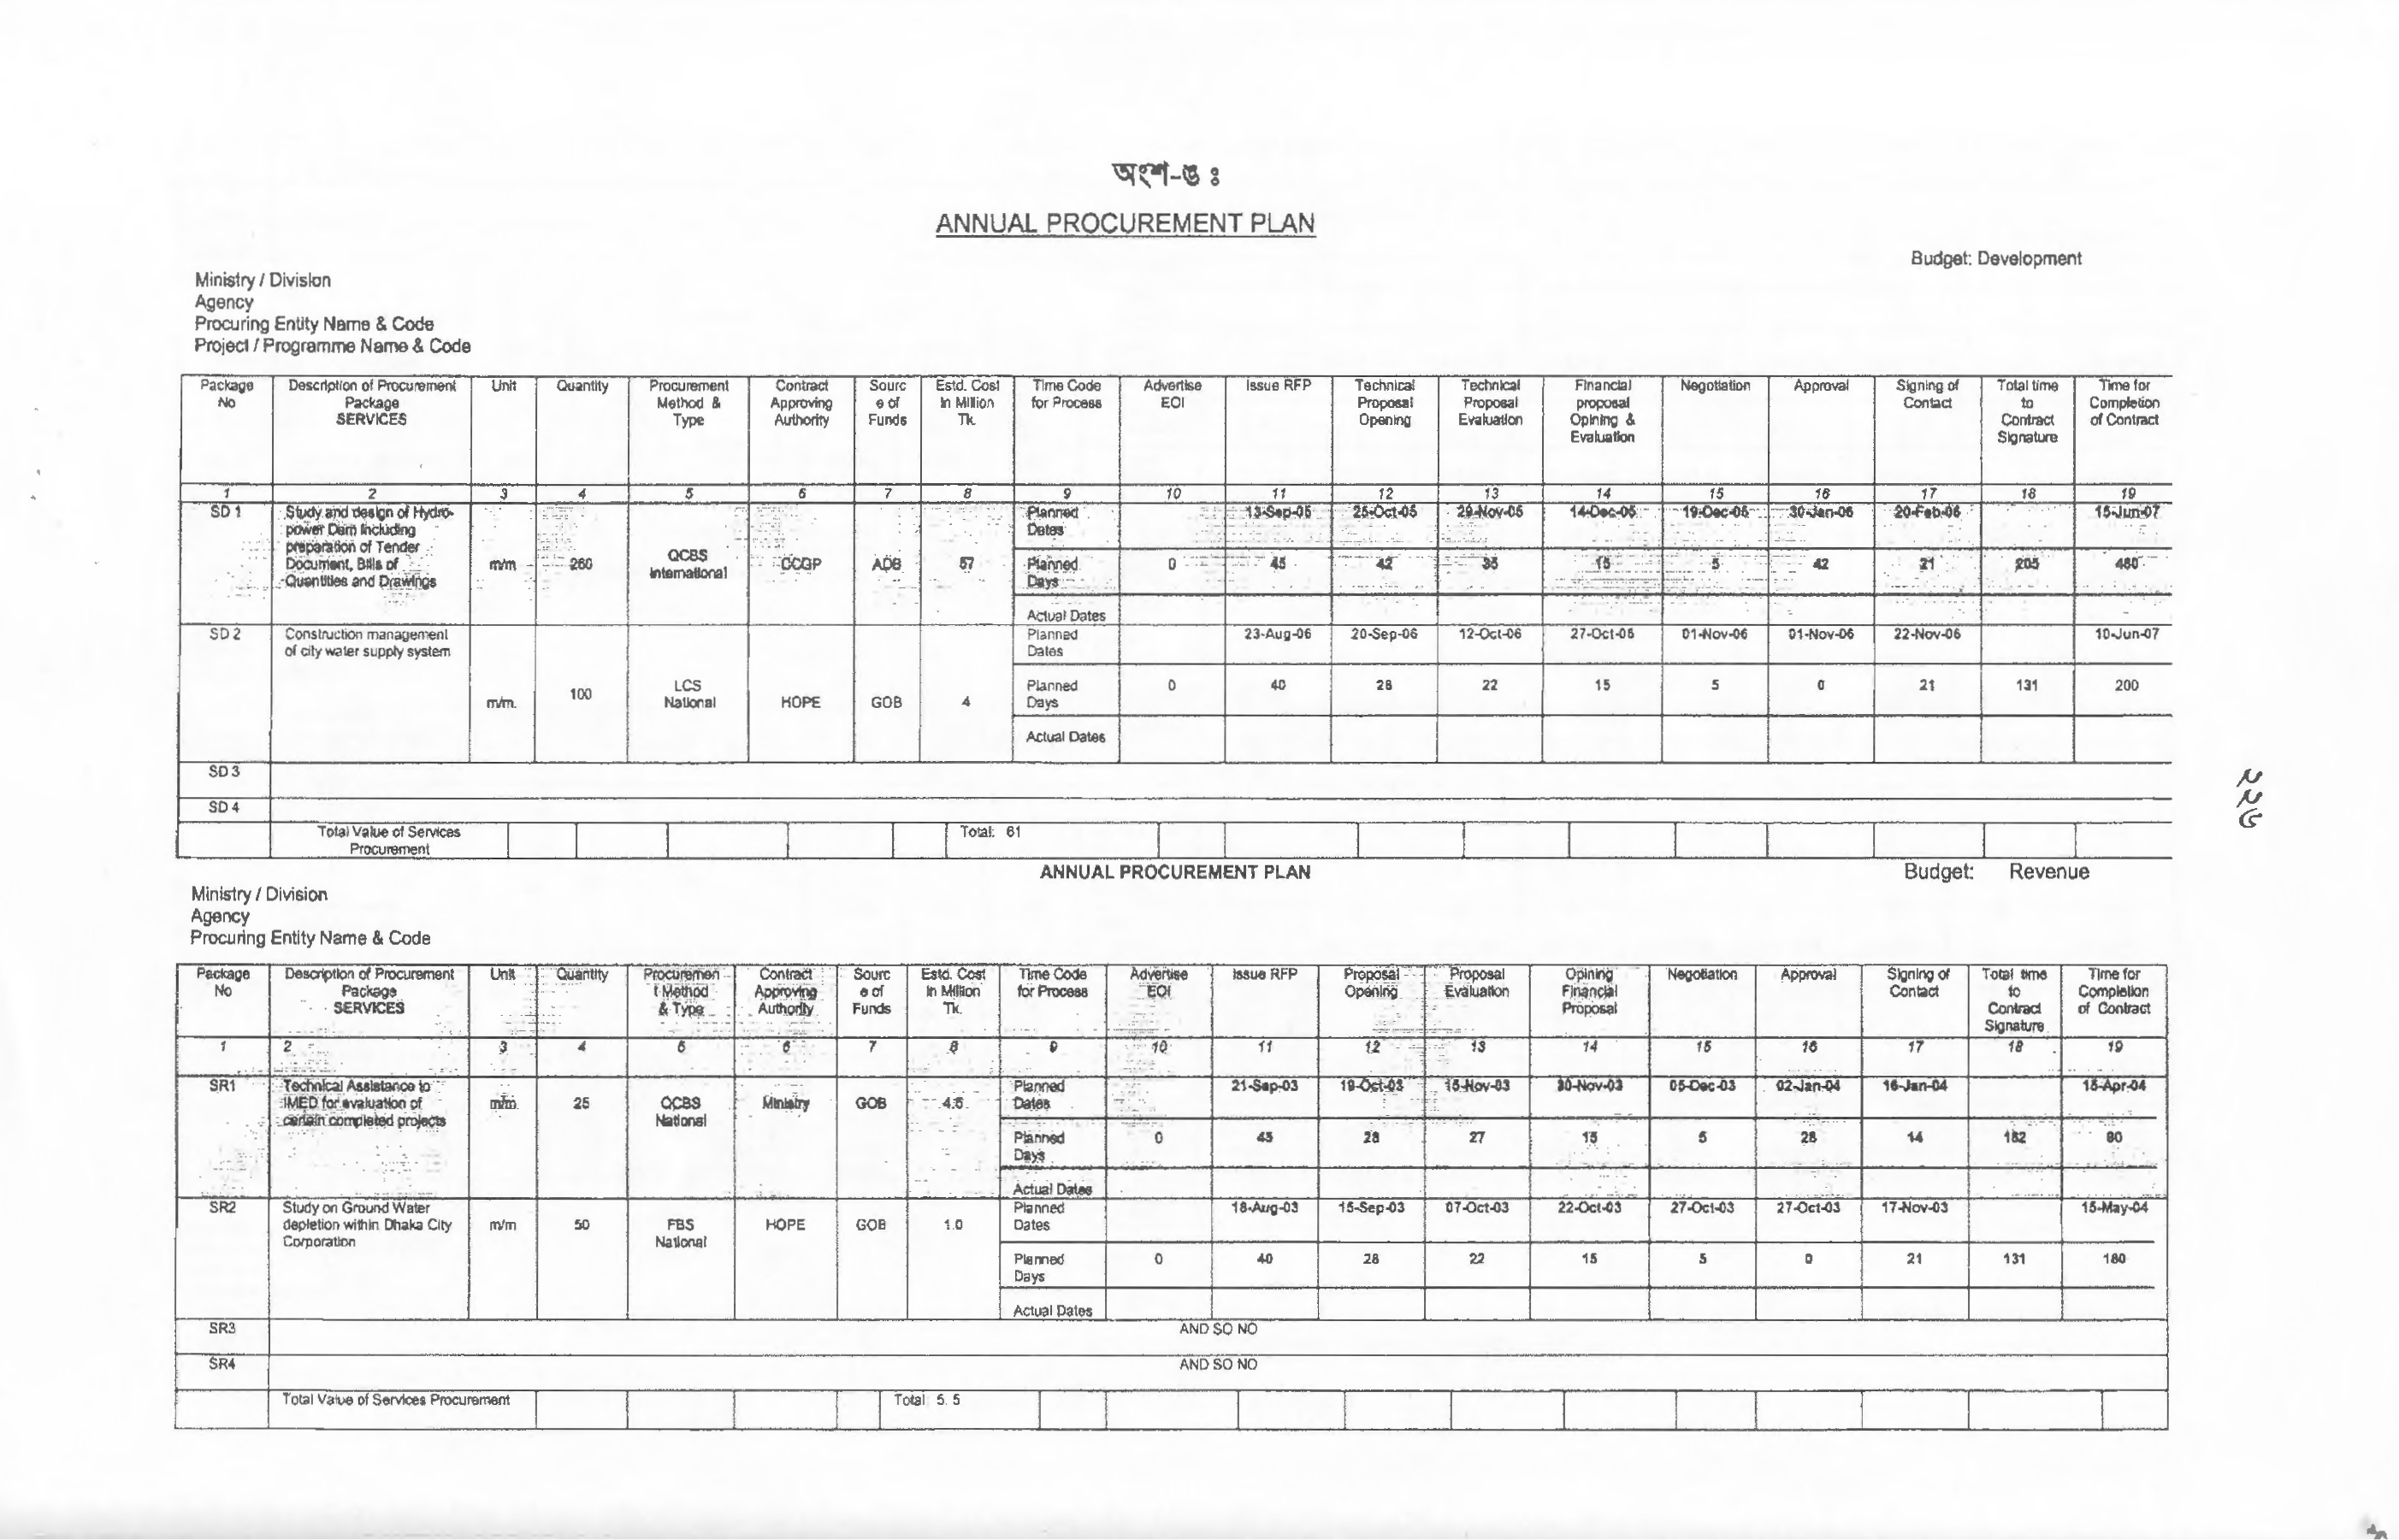 অংশ-ঙ ঃ
ANNUAL PROCUREMENT PLAN
Budget: Development
Ministry / Division
Agency
Procuring Entity Name & Code
Project / Programme Name & Code
Package No | Description of Procurement Package SERVICES | Unit | Quantity | Procurement Method & Type | Contract Approving Authority | Sourc e of Funds | Estd. Cost in Million Tk. | Time Code for Process | Advertise EOI | Issue RFP | Technical Proposal Opening | Technical Proposal Evaluation | Financial proposal Opining & Evaluation | Negotiation | Approval | Signing of Contact | Total time to Contract Signature | Time for Completion of Contract
1 2 3 4 5 6 7 8 9 10 11 12 13 14 15 16 17 18 19
SD 1 | Study and design of Hydro-power Dam including preparation of Tender Document, Bills of Quantities and Drawings | m/m | 260 | QCBS International | CCGP | ADB | 57 | Planned Dates | 13-Sep-05 | 25-Oct-05 | 29-Nov-05 | 14-Dec-05 | 19-Dec-05 | 30-Jan-06 | 20-Feb-06 | 15-Jun-07
Planned Days | 0 | 45 | 42 | 35 | 15 | 5 | 42 | 21 | 205 | 480
Actual Dates
SD 2 | Construction management of city water supply system | m/m. | 100 | LCS National | HOPE | GOB | 4 | Planned Dates | 23-Aug-06 | 20-Sep-06 | 12-Oct-06 | 27-Oct-06 | 01-Nov-06 | 01-Nov-06 | 22-Nov-06 | 10-Jun-07
Planned Days | 0 | 40 | 28 | 22 | 15 | 5 | 0 | 21 | 131 | 200
Actual Dates
SD 3
SD 4
Total Value of Services Procurement | Total: 61
২২৫
ANNUAL PROCUREMENT PLAN
Budget: Revenue
Ministry / Division
Agency
Procuring Entity Name & Code
Package No | Description of Procurement Package SERVICES | Unit | Quantity | Procuremen t Method & Type | Contract Approving Authority | Sourc e of Funds | Estd. Cost in Million Tk. | Time Code for Process | Advertise EOI | Issue RFP | Proposal Opening | Proposal Evaluation | Opining Financial Proposal | Negotiation | Approval | Signing of Contact | Total time to Contract Signature | Time for Completion of Contract
1 2 3 4 5 6 7 8 9 10 11 12 13 14 15 16 17 18 19
SR1 | Technical Assistance to IMED for evaluation of certain completed projects | m/m | 25 | QCBS National | Ministry | GOB | 4.5 | Planned Dates | 21-Sep-03 | 19-Oct-03 | 15-Nov-03 | 30-Nov-03 | 05-Dec-03 | 02-Jan-04 | 16-Jan-04 | 15-Apr-04
Planned Days | 0 | 45 | 28 | 27 | 15 | 5 | 28 | 14 | 162 | 90
Actual Dates
SR2 | Study on Ground Water depletion within Dhaka City Corporation | m/m | 50 | FBS National | HOPE | GOB | 1.0 | Planned Dates | 18-Aug-03 | 15-Sep-03 | 07-Oct-03 | 22-Oct-03 | 27-Oct-03 | 27-Oct-03 | 17-Nov-03 | 15-May-04
Planned Days | 0 | 40 | 28 | 22 | 15 | 5 | 0 | 21 | 131 | 180
Actual Dates
SR3 | AND SO NO
SR4 | AND SO NO
Total Value of Services Procurement | Total 5. 5